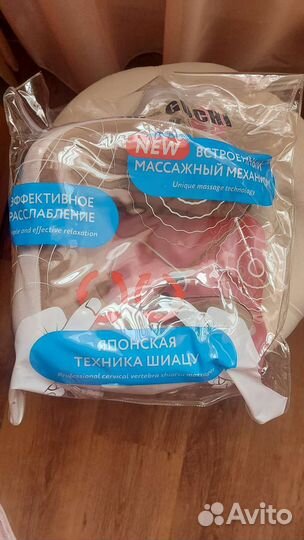 GUCHI
NEW
ВСТРОЕННЫЙ
МАССАЖНЫЙ МЕХАНИЗМ
Unique massage technology
ЭФФЕКТИВНОЕ
РАССЛАБЛЕНИЕ
and effective relaxation
ЯПОНСКАЯ
ТЕХНИКА ШИАЦУ
Professional cervical vertebra shiatsu massager
Avito